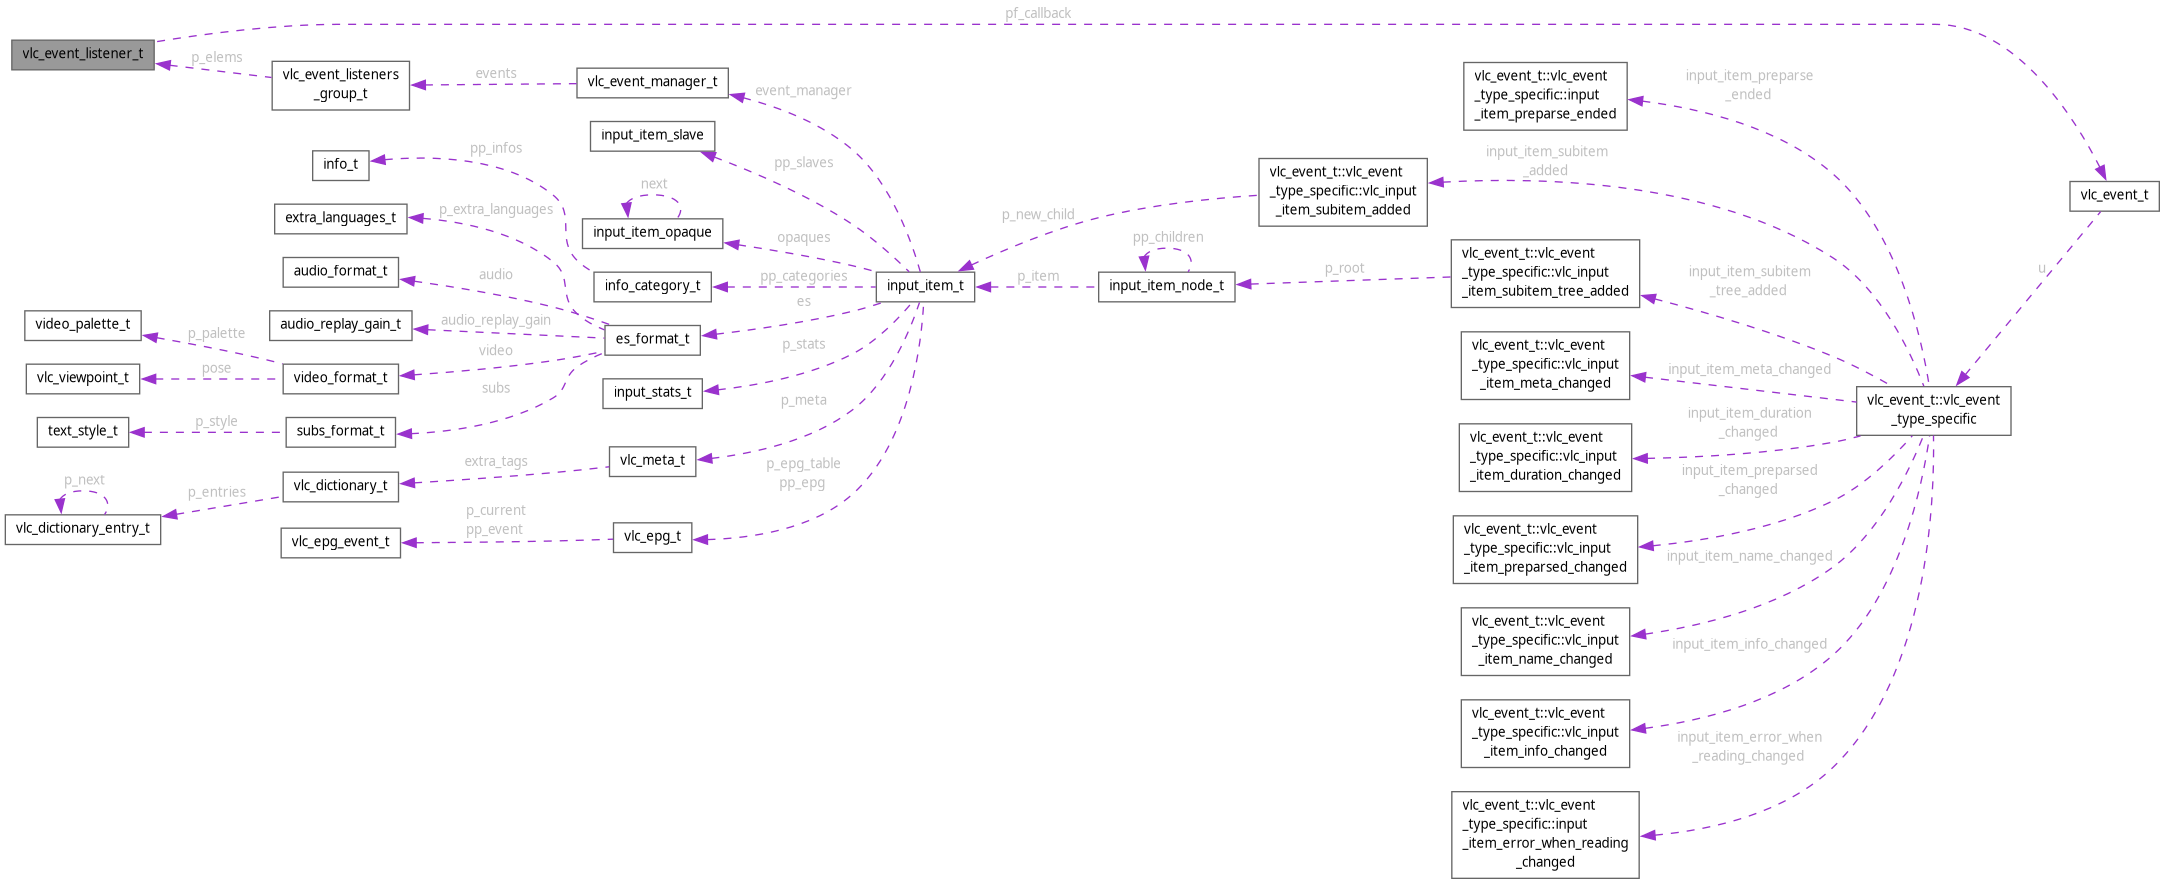 pf_callback
vlc_event_listener_t
p_elems
vlc_event_listeners
_group_t
events
vlc_event_manager_t
event_manager
input_item_slave
pp_slaves
info_t
pp_infos
next
input_item_opaque
opaques
extra_languages_t
p_extra_languages
audio_format_t
audio
info_category_t
pp_categories
input_item_t
es
video_palette_t
p_palette
audio_replay_gain_t
audio_replay_gain
es_format_t
video
vlc_viewpoint_t
pose
video_format_t
subs
p_stats
input_stats_t
p_meta
text_style_t
p_style
subs_format_t
vlc_meta_t
extra_tags
vlc_dictionary_t
p_entries
p_next
vlc_dictionary_entry_t
p_epg_table
pp_epg
vlc_epg_t
p_current
pp_event
vlc_epg_event_t
p_new_child
pp_children
p_item
input_item_node_t
p_root
vlc_event_t::vlc_event
_type_specific::vlc_input
_item_subitem_added
vlc_event_t::vlc_event
_type_specific::input
_item_preparse_ended
input_item_preparse
_ended
input_item_subitem
_added
vlc_event_t::vlc_event
_type_specific::vlc_input
_item_subitem_tree_added
input_item_subitem
_tree_added
vlc_event_t::vlc_event
_type_specific::vlc_input
_item_meta_changed
input_item_meta_changed
vlc_event_t::vlc_event
_type_specific::vlc_input
_item_duration_changed
input_item_duration
_changed
vlc_event_t::vlc_event
_type_specific::vlc_input
_item_preparsed_changed
input_item_preparsed
_changed
vlc_event_t::vlc_event
_type_specific::vlc_input
_item_name_changed
input_item_name_changed
vlc_event_t::vlc_event
_type_specific::vlc_input
_item_info_changed
input_item_info_changed
vlc_event_t::vlc_event
_type_specific::input
_item_error_when_reading
_changed
input_item_error_when
_reading_changed
vlc_event_t::vlc_event
_type_specific
u
vlc_event_t